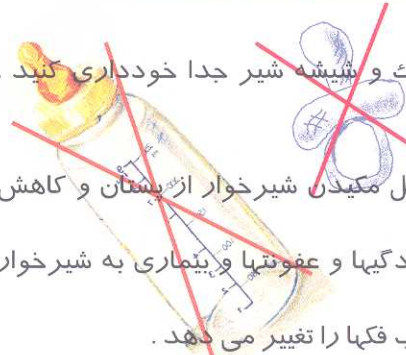 ك و شیشه شیر جدا خودداری کنید .
ل مکیدن شیرخوار از پستان و کاهش
دگیها و عفونتها و بیماری به شیرخوار
ب فکها را تغییر می دهد .